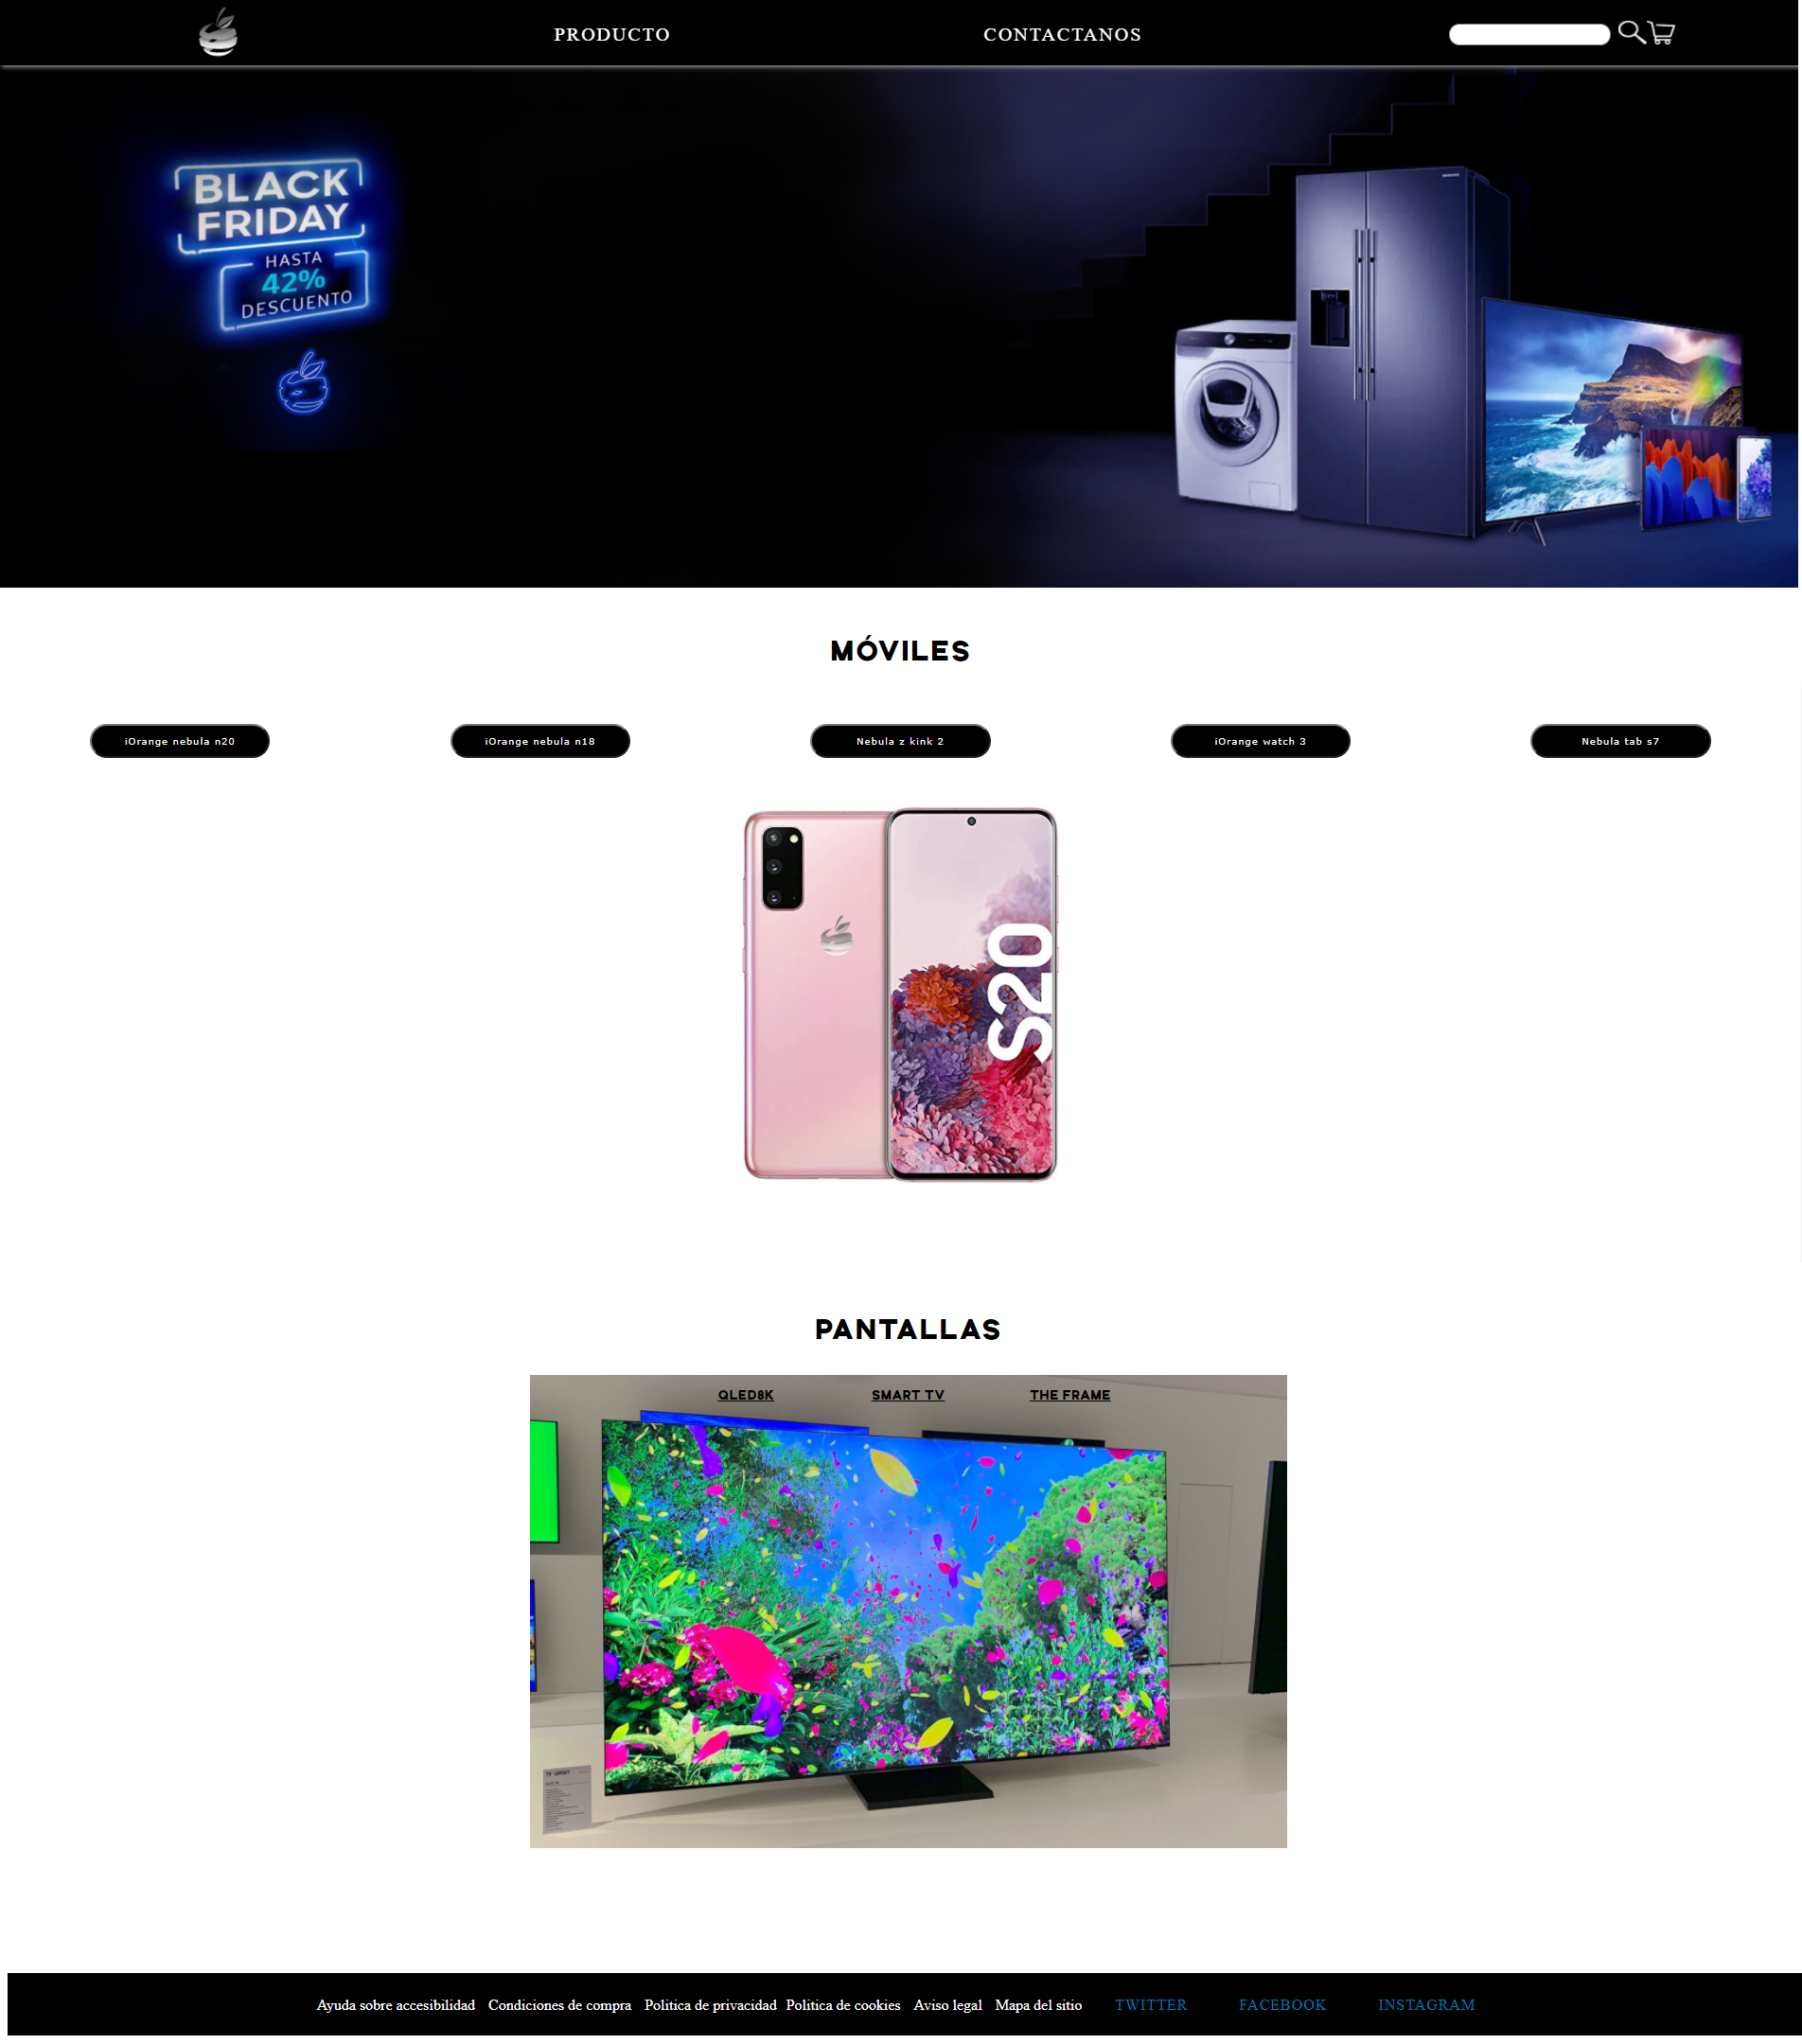 PRODUCTO
CONTACTANOS
BLACK
FRIDAY
HASTA
42%
DESCUENTO
MÓVILES
iOrange nebula n20
iOrange nebula n18
Nebula z kink 2
iOrange watch 3
Nebula tab s7
S20
PANTALLAS
QLED8K
SMART TV
THE FRAME
Ayuda sobre accesibilidad
Condiciones de compra
Politica de privacidad
Politica de cookies
Aviso legal
Mapa del sitio
TWITTER
FACEBOOK
INSTAGRAM